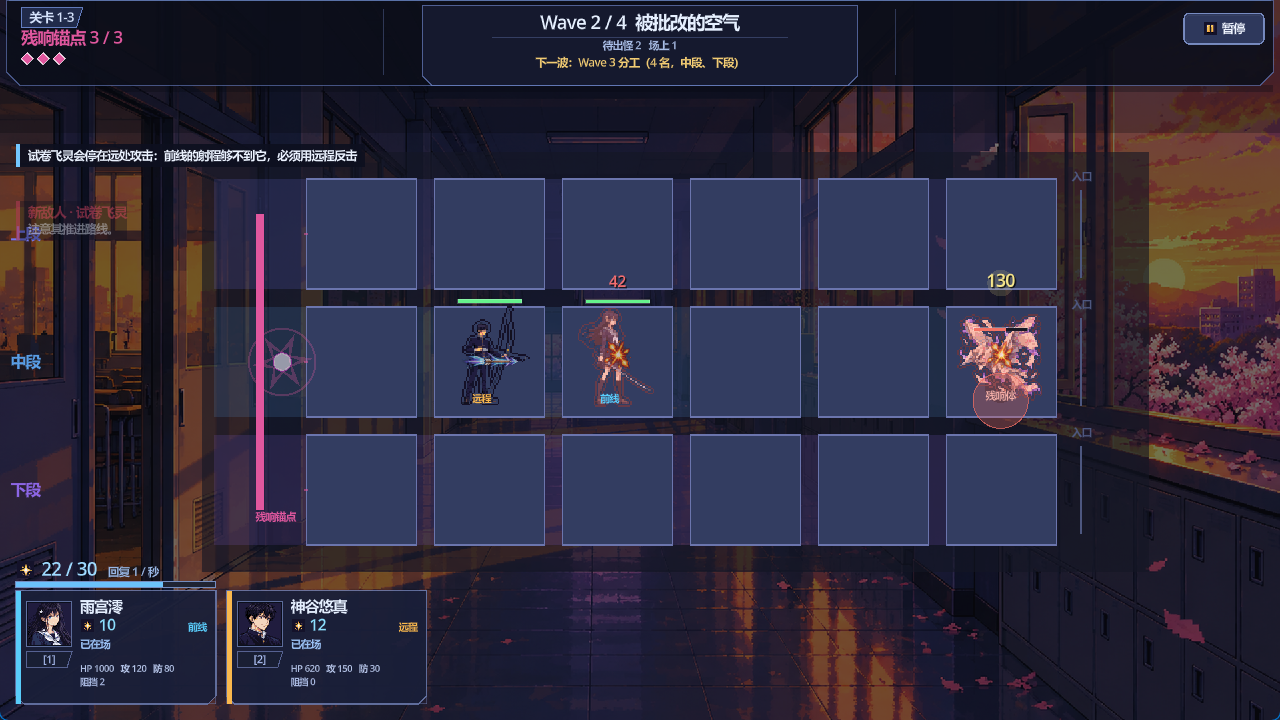 关卡 1-3
残响锚点 3 / 3
Wave 2 / 4 被批改的空气
待出怪 2 场上 1
下一波：Wave 3 分工（4 名，中段、下段）
暂停
试卷飞灵会停在远处攻击：前线的射程够不到它，必须用远程反击
新敌人 · 试卷飞灵
注意其推进路线。
上段
入口
42
130
入口
中段
远程
前线
残响体
入口
下段
残响锚点
22 / 30 回复 1 / 秒
雨宫澪
10
前线
已在场
[1]
HP 1000 攻 120 防 80
阻挡 2
神谷悠真
12
远程
已在场
[2]
HP 620 攻 150 防 30
阻挡 0